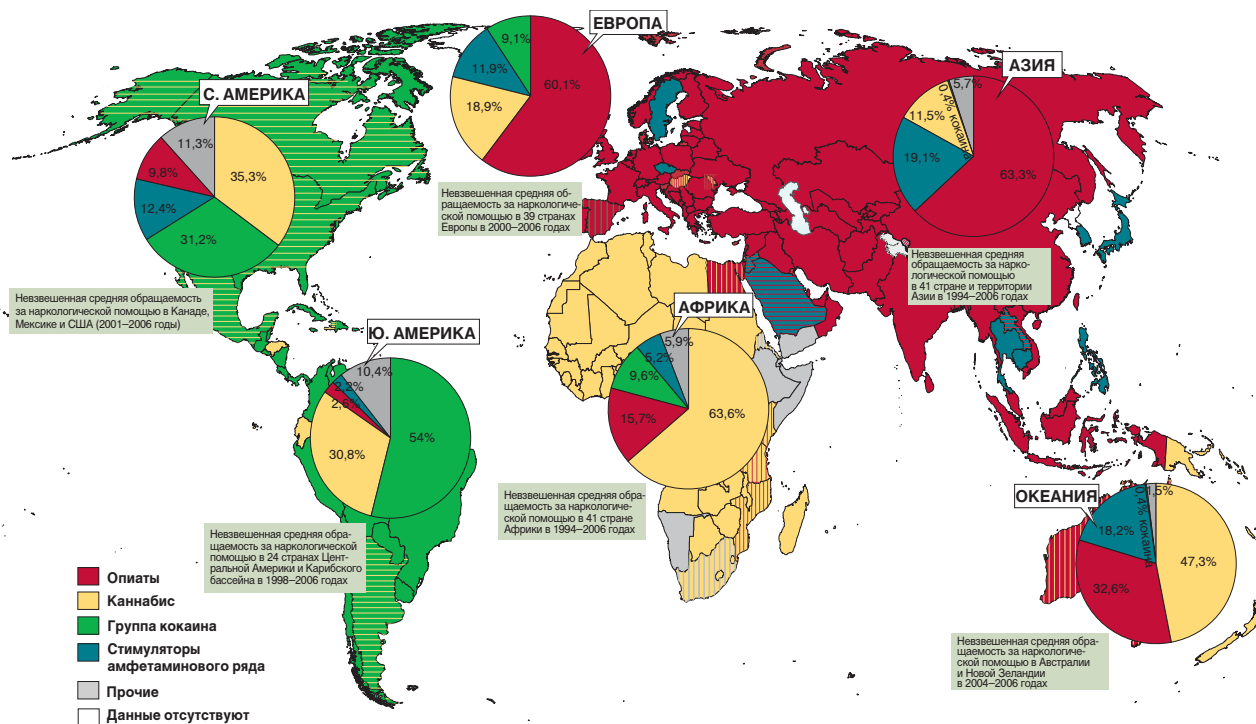 ЕВРОПА
9,1%
11,9%
60,1%
18,9%
Невзвешенная средняя об-
ращаемость за наркологи-
ческой помощью в 39 странах
Европы в 2000–2006 годах
АЗИЯ
5,7%
0,4% кокаина
11,5%
19,1%
63,3%
Невзвешенная средняя
обращаемость за нарко-
логической помощью
в 41 стране и территории
Азии в 1994–2006 годах
С. АМЕРИКА
11,3%
9,8%
35,3%
12,4%
31,2%
Невзвешенная средняя обращаемость
за наркологической помощью в Канаде,
Мексике и США (2001–2006 годы)
Ю. АМЕРИКА
10,4%
2,2%
2,6%
54%
30,8%
Невзвешенная средняя обра-
щаемость за наркологической
помощью в 24 странах Цент-
ральной Америки и Карибского
бассейна в 1998–2006 годах
АФРИКА
5,9%
5,2%
9,6%
63,6%
15,7%
Невзвешенная средняя обра-
щаемость за наркологичес-
кой помощью в 41 стране
Африки в 1994–2006 годах
ОКЕАНИЯ
1,5%
0,4% кокаина
18,2%
47,3%
32,6%
Невзвешенная средняя обра-
щаемость за наркологиче-
ской помощью в Австралии
и Новой Зеландии
в 2004–2006 годах
Опиаты
Каннабис
Группа кокаина
Стимуляторы
амфетаминового ряда
Прочие
Данные отсутствуют